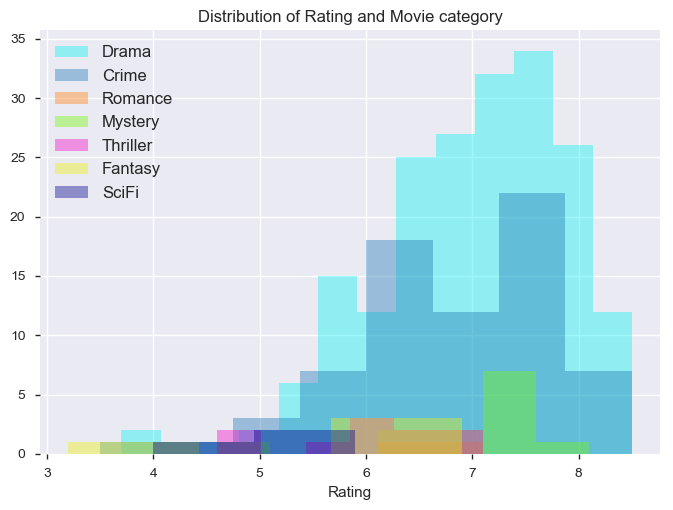 Distribution of Rating and Movie category
35
30
25
20
15
10
5
0
Drama
Crime
Romance
Mystery
Thriller
Fantasy
SciFi
3 4 5 6 7 8
Rating